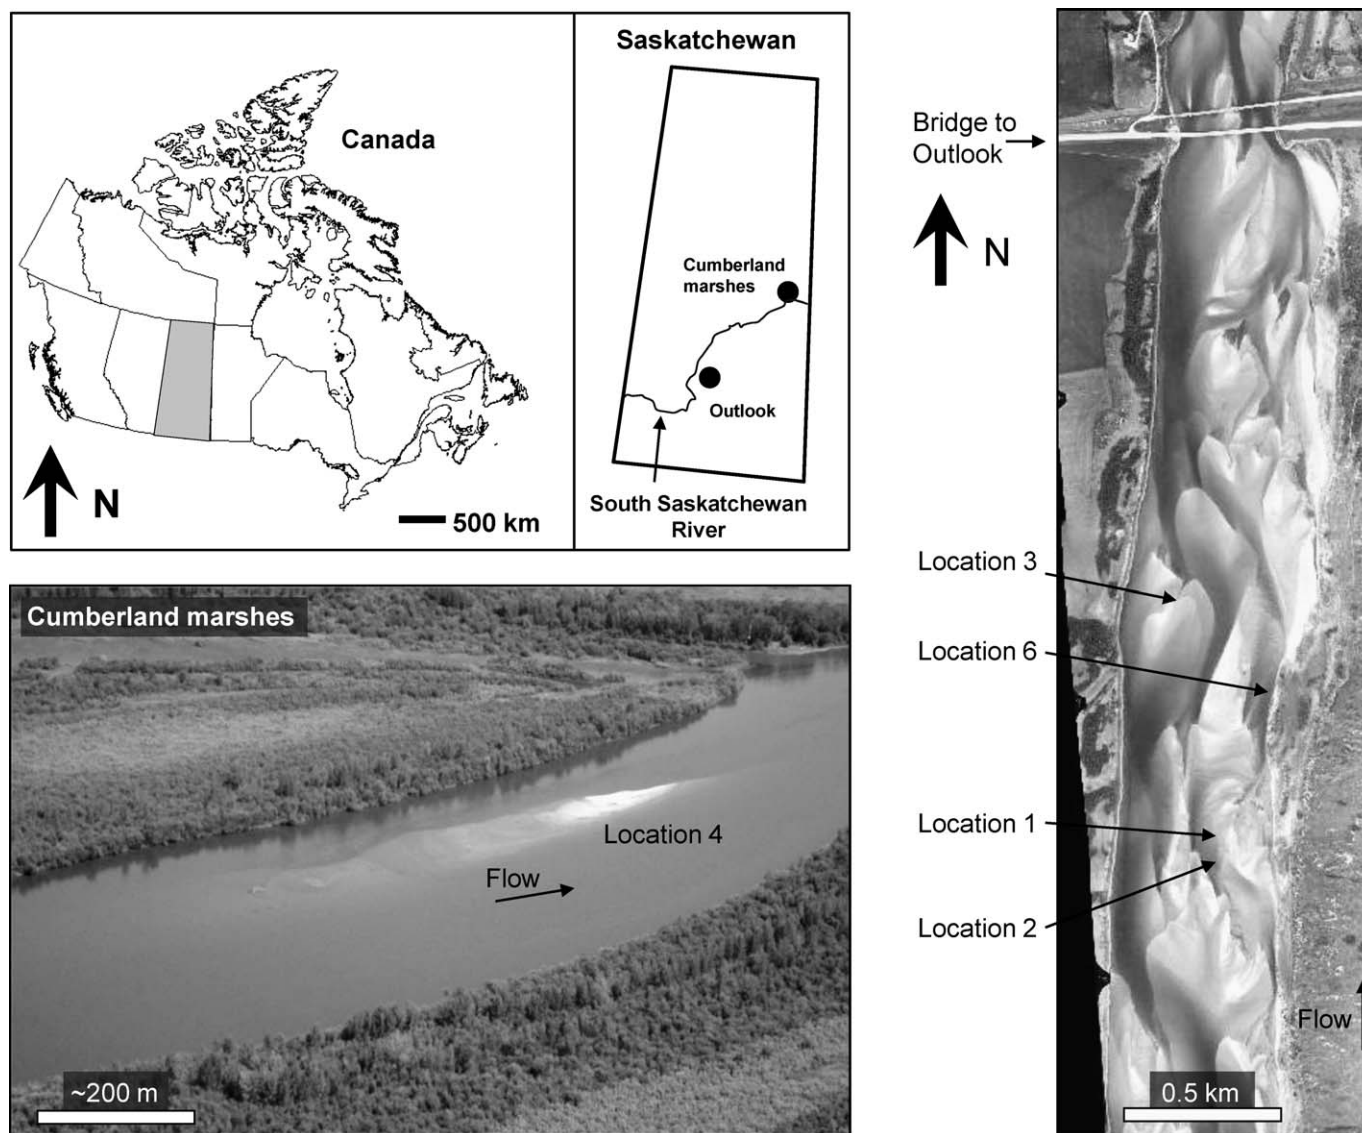 Canada
N
500 km
Saskatchewan
Cumberland
marshes
Outlook
South Saskatchewan
River
Cumberland marshes
Location 4
Flow
~200 m
Bridge to
Outlook
N
Location 3
Location 6
Location 1
Location 2
Flow
0.5 km